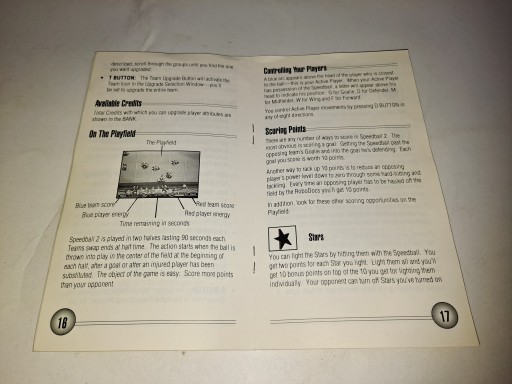 described, scroll through the groups until you find the one
you want upgraded.
• T BUTTON: The Team Upgrade Button will activate the
Team Icon in the Upgrade Selection Window – you'll
be set to upgrade the entire team.
Available Credits
Total Credits with which you can upgrade player attributes are
shown in the BANK.
On The Playfield
The Playfield
Blue team score
Red team score
Blue player energy
Red player energy
Time remaining in seconds
Speedball 2 is played in two halves lasting 90 seconds each.
Teams swap ends at half time. The action starts when the ball is
thrown into play in the center of the field at the beginning of
each half, after a goal or after an injured player has been
substituted. The object of the game is easy: Score more points
than your opponent.
16
Controlling Your Players
A blue arc appears above the head of the player who is closest
to the ball – this is your Active Player. When your Active Player
has possession of the Speedball, a letter will appear above his
head to indicate his position: G for Goalie, D for Defender, M
for Midfielder, W for Wing and F for Forward.
You control Active Player movements by pressing D BUTTON in
any of eight directions.
Scoring Points
There are any number of ways to score in Speedball 2. The
most obvious is scoring a goal: Getting the Speedball past the
opposing team's Goalie and into the goal he's defending. Each
goal you score is worth 10 points.
Another way to rack up 10 points is to reduce an opposing
player's power level down to zero through some hard-hitting and
tackling. Every time an opposing player has to be hauled off the
field by the RoboDocs you'll get 10 points.
In addition, look for these other scoring opportunities on the
Playfield:
Stars
You can light the Stars by hitting them with the Speedball. You
get two points for each Star you light. Light them all and you'll
get 10 bonus points on top of the 10 you get for lighting them
individually. Your opponent can turn off Stars you've turned on
17